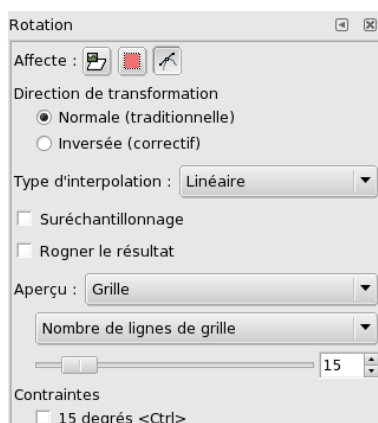 Rotation
Affecte :
Direction de transformation
Normale (traditionnelle)
Inversée (correctif)
Type d'interpolation : Linéaire
Suréchantillonnage
Rogner le résultat
Aperçu : Grille
Nombre de lignes de grille
15
Contraintes
15 degrés <Ctrl>